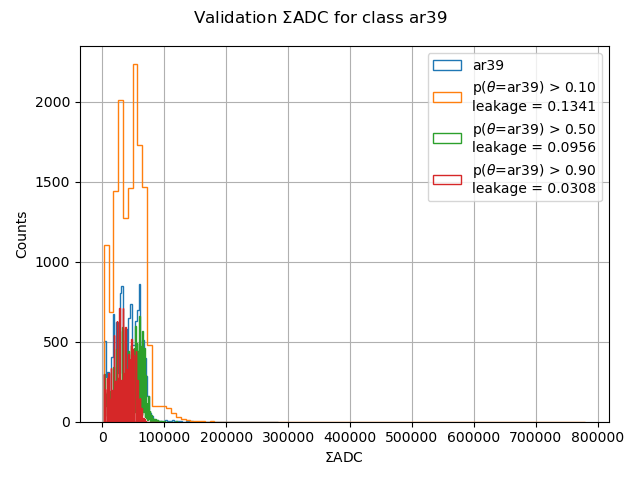 Validation ΣADC for class ar39
ar39
p(θ=ar39) > 0.10
leakage = 0.1341
p(θ=ar39) > 0.50
leakage = 0.0956
p(θ=ar39) > 0.90
leakage = 0.0308
Counts
2000
1500
1000
500
0
0 100000 200000 300000 400000 500000 600000 700000 800000
ΣADC